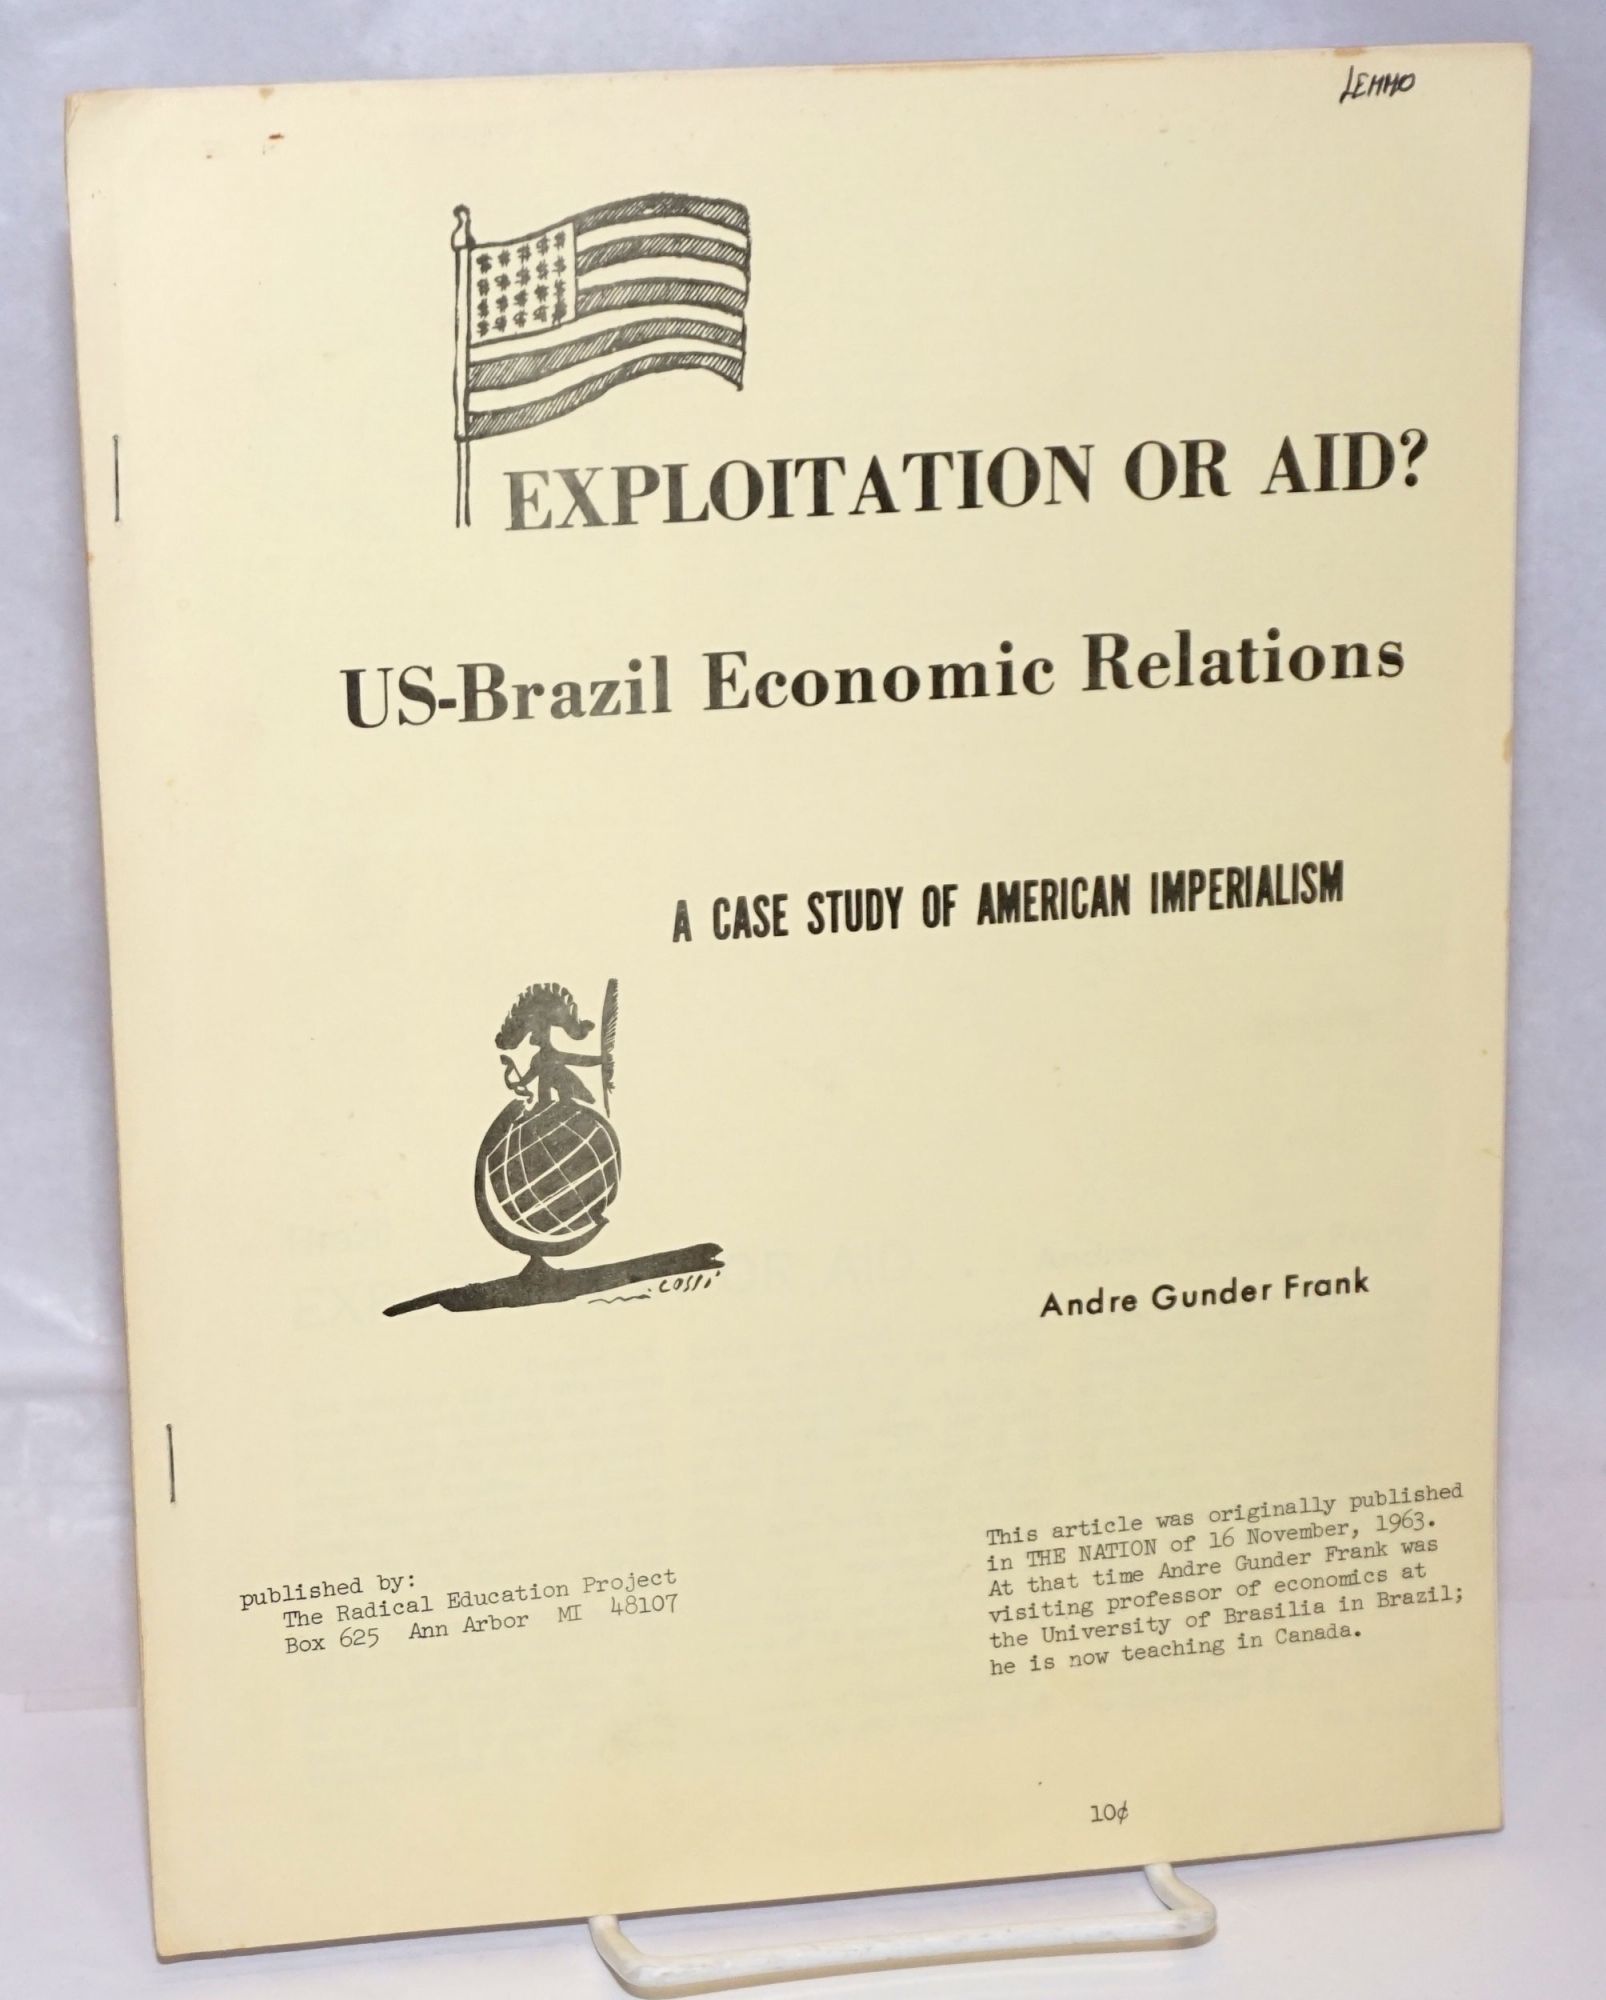 LEMMO
EXPLOITATION OR AID?
US-Brazil Economic Relations
A CASE STUDY OF AMERICAN IMPERIALISM
Andre Gunder Frank
published by:
The Radical Education Project
Box 625 Ann Arbor MI 48107
This article was originally published
in THE NATION of 16 November, 1963.
At that time Andre Gunder Frank was
visiting professor of economics at
the University of Brasilia in Brazil;
he is now teaching in Canada.
10¢